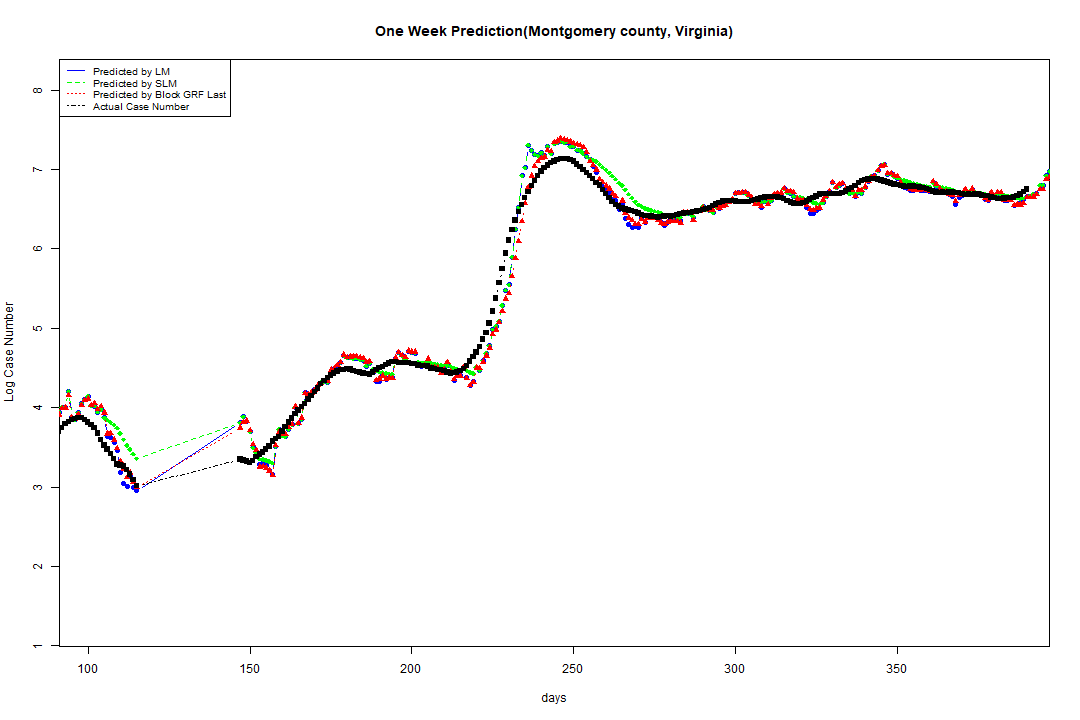 One Week Prediction(Montgomery county, Virginia)
Predicted by LM
Predicted by SLM
Predicted by Block GRF Last
Actual Case Number
8
7
6
5
4
3
2
1
Log Case Number
100 150 200 250 300 350
days